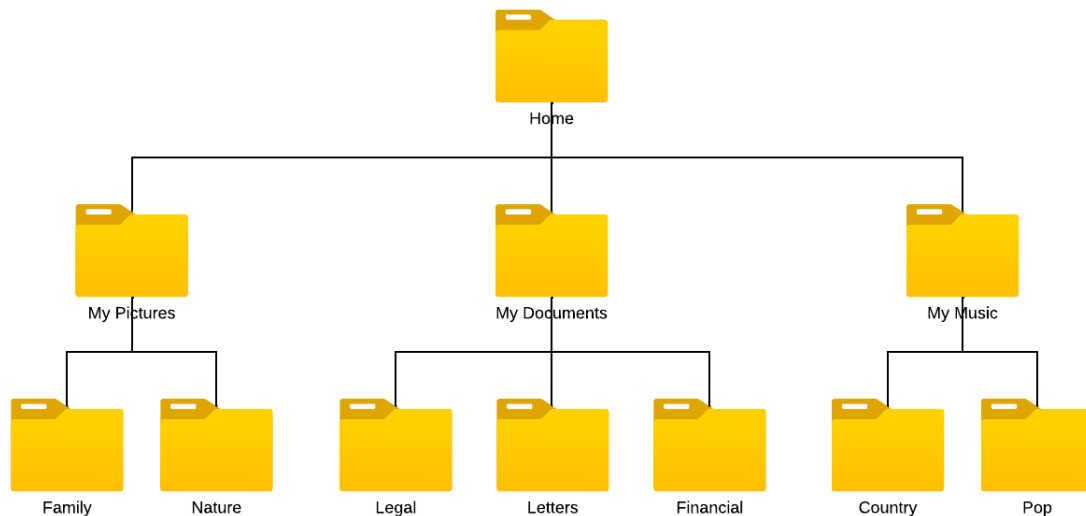 Home
My Pictures
My Documents
My Music
Family
Nature
Legal
Letters
Financial
Country
Pop